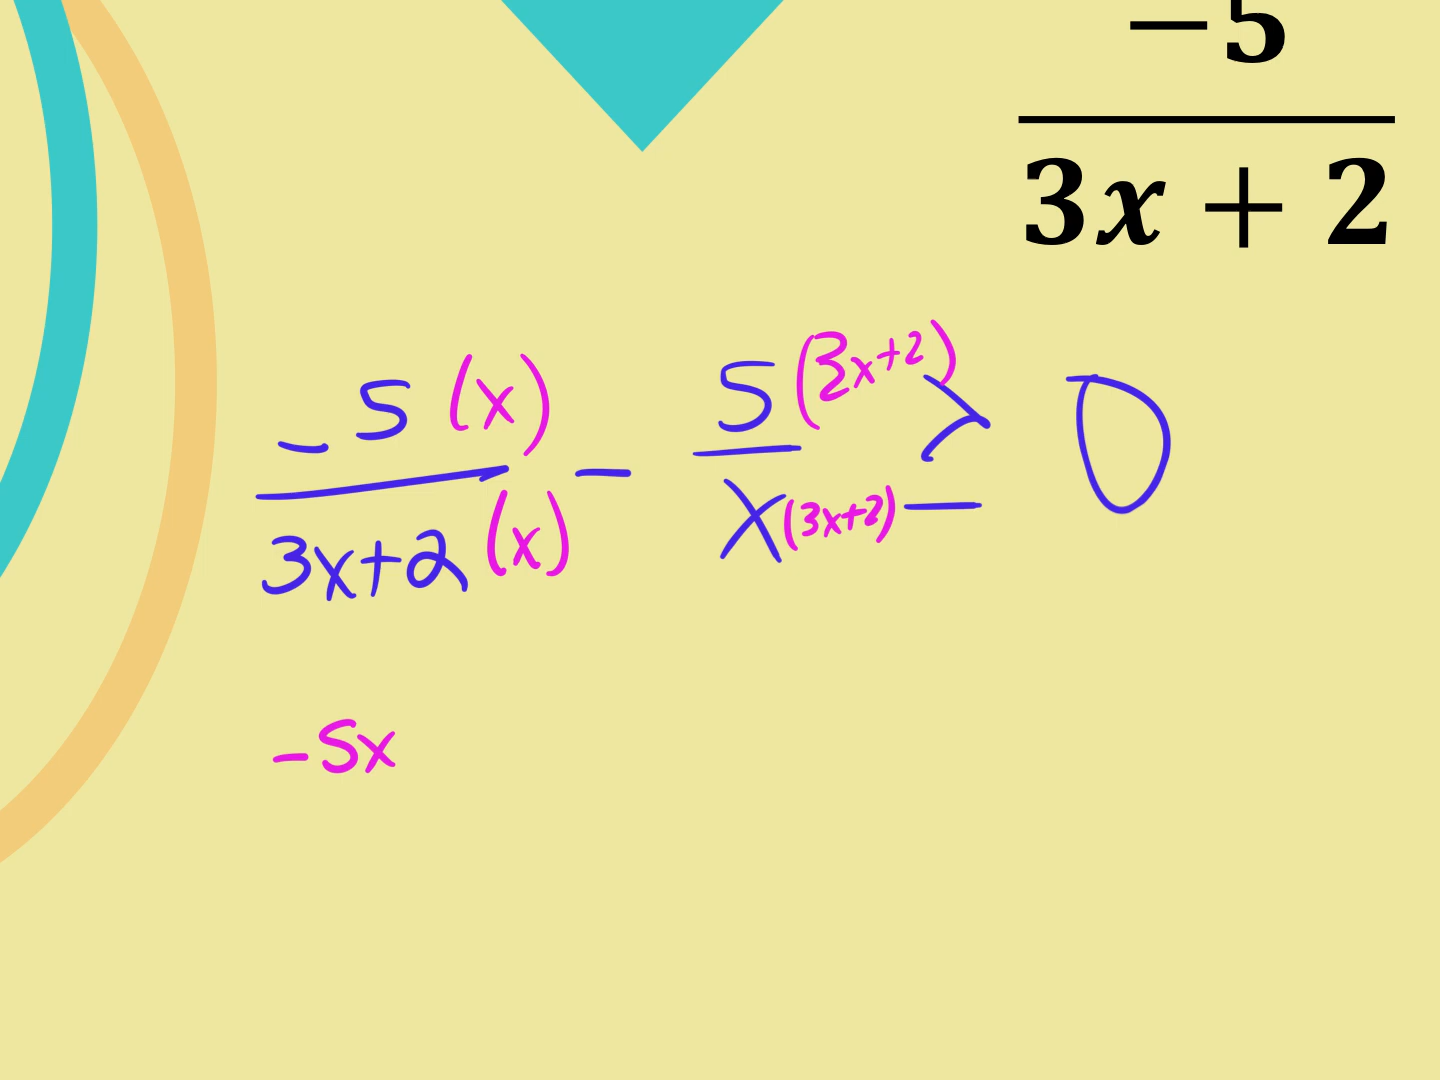 −5
3x + 2
-5(x) - 5(3x+2) ≥ 0
3x+2(x) x(3x+2)
-5x